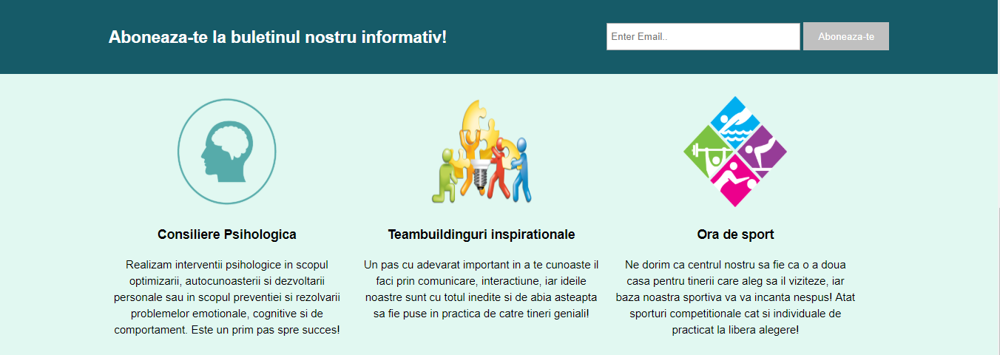 Aboneaza-te la buletinul nostru informativ!
Enter Email..
Aboneaza-te
Consiliere Psihologica
Realizam interventii psihologice in scopul
optimizarii, autocunoasterii si dezvoltarii
personale sau in scopul preventiei si rezolvarii
problemelor emotionale, cognitive si de
comportament. Este un prim pas spre succes!
Teambuildinguri inspirationale
Un pas cu adevarat important in a te cunoaste il
faci prin comunicare, interactiune, iar ideile
noastre sunt cu totul inedite si de abia asteapta
sa fie puse in practica de catre tineri geniali!
Ora de sport
Ne dorim ca centrul nostru sa fie ca o a doua
casa pentru tinerii care aleg sa il viziteze, iar
baza noastra sportiva va va incanta nespus! Atat
sporturi competitionale cat si individuale de
practicat la libera alegere!